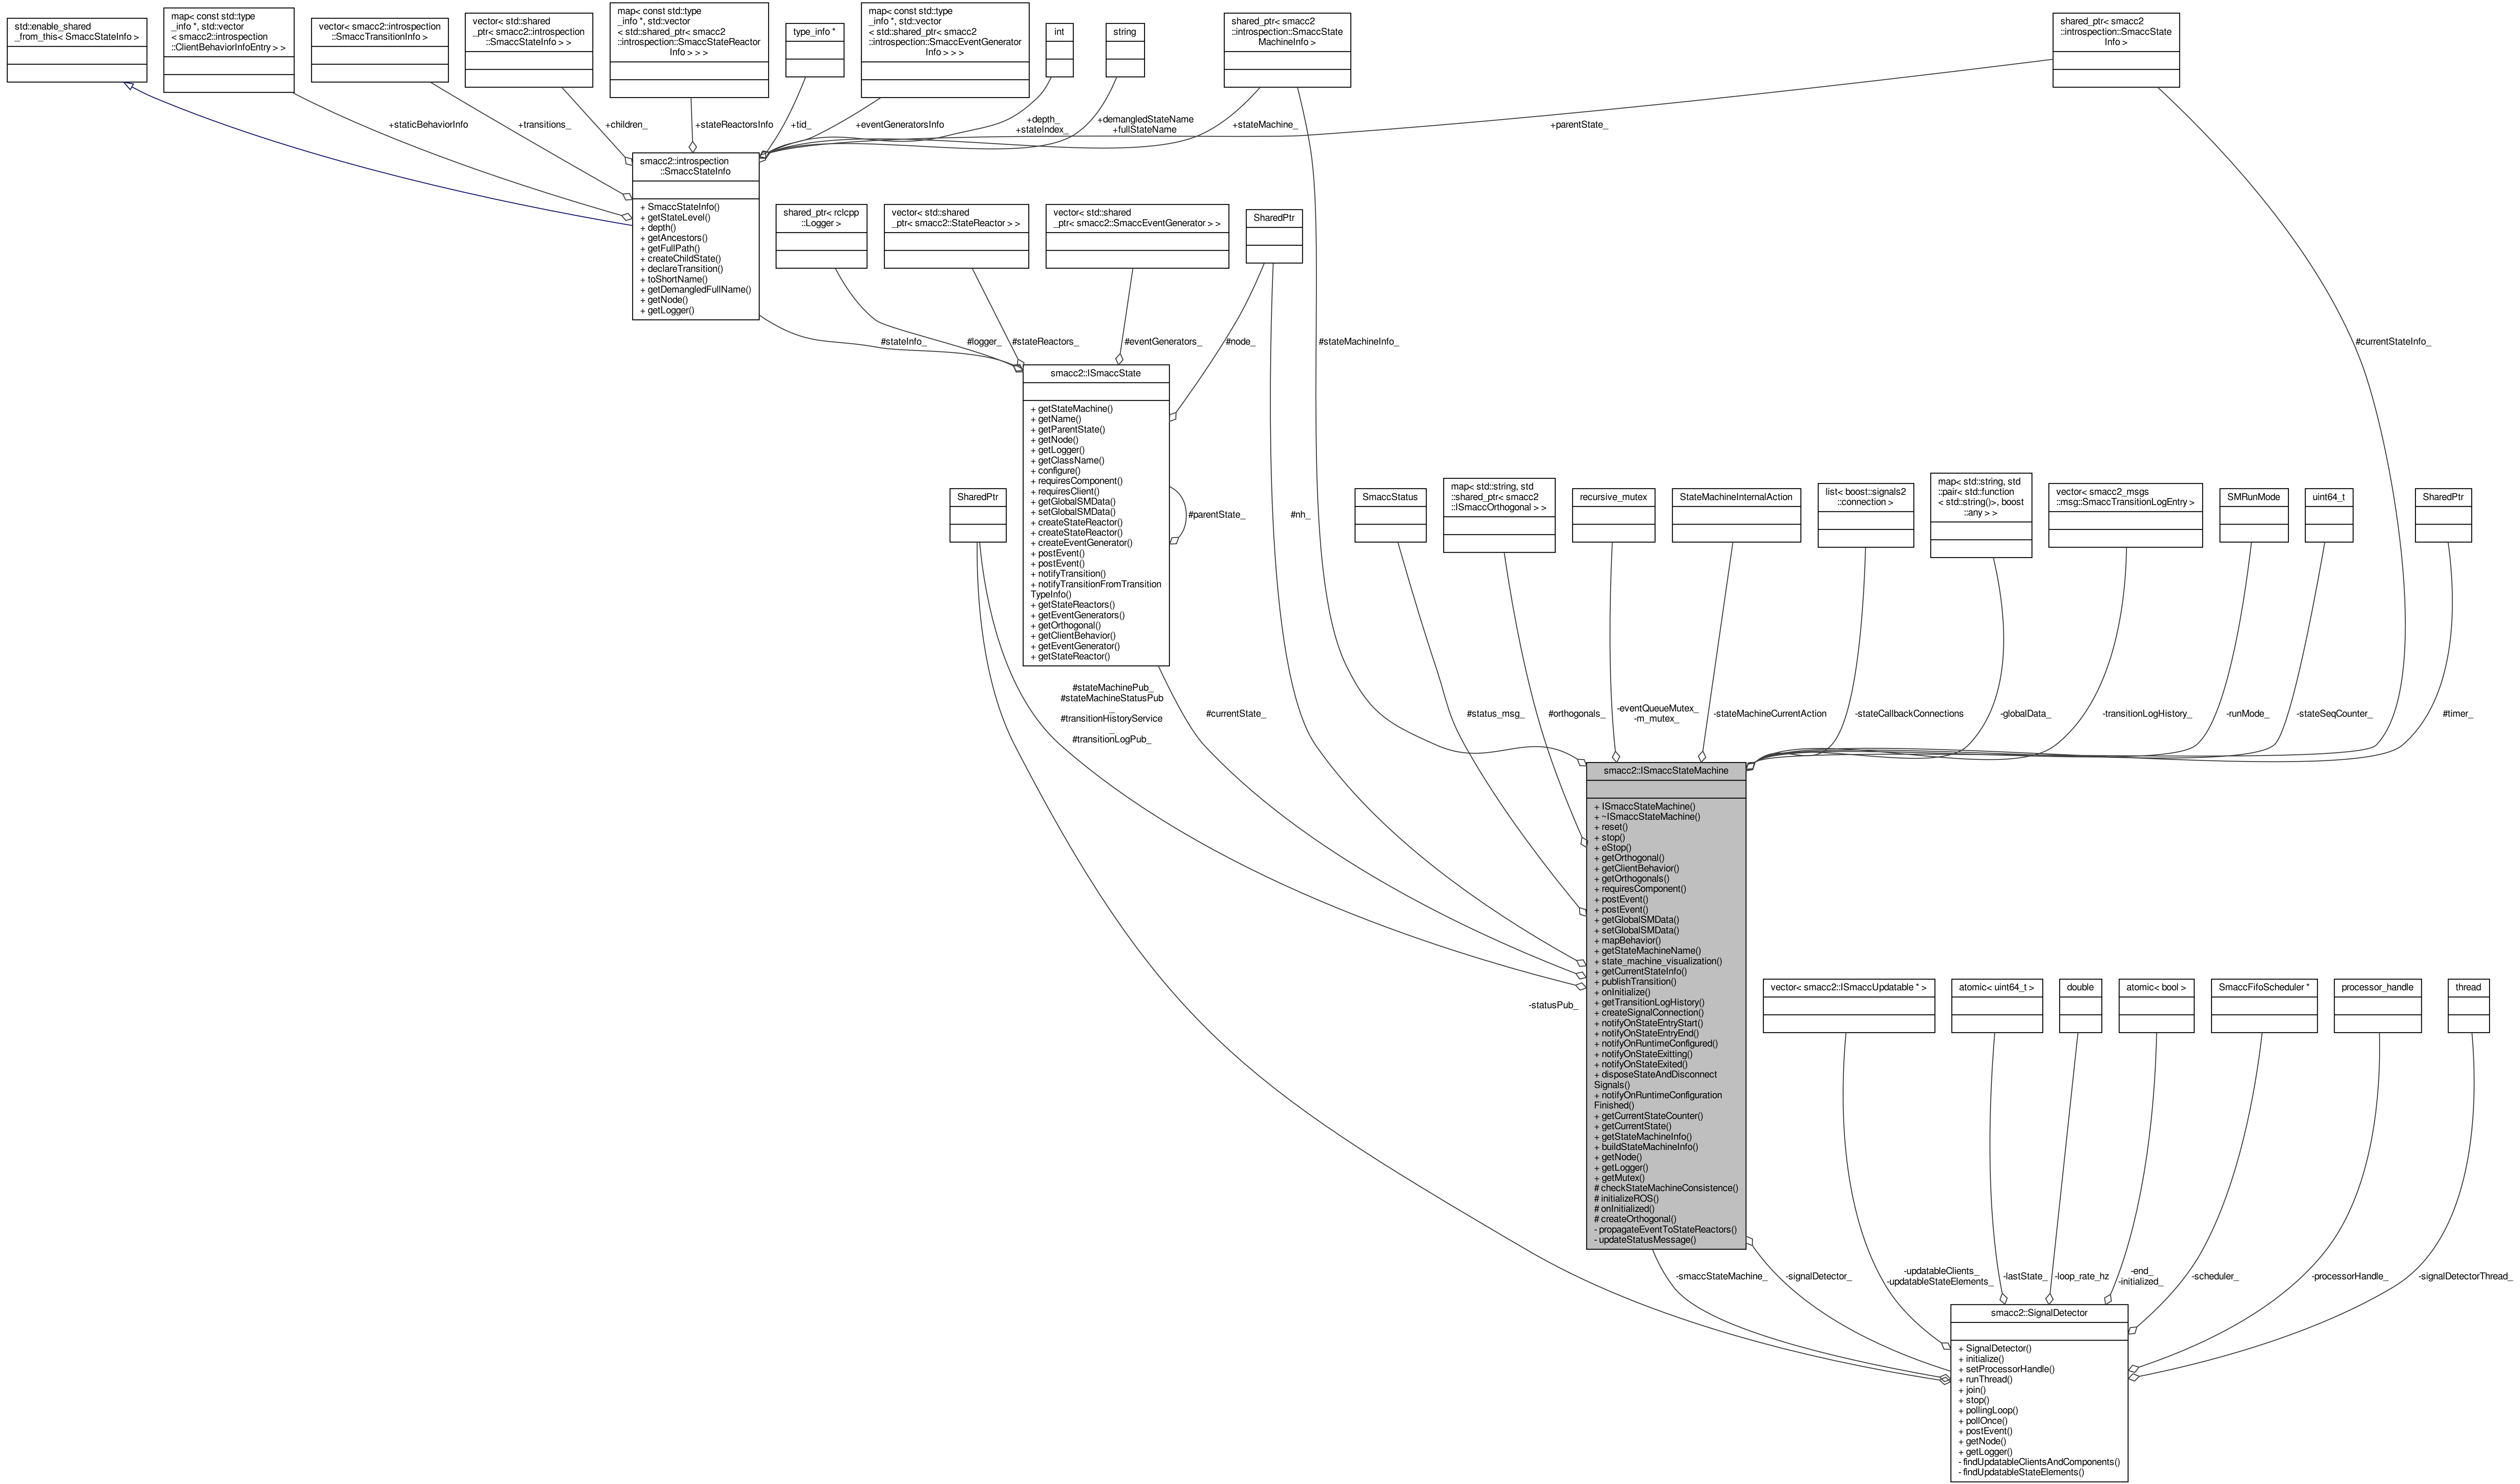 std::enable_shared
_from_this< SmaccStateInfo >
map< const std::type
_info *, std::vector
< smacc2::introspection
::ClientBehaviorInfoEntry > >
vector< smacc2::introspection
::SmaccTransitionInfo >
vector< std::shared
_ptr< smacc2::introspection
::SmaccStateInfo > >
map< const std::type
_info *, std::vector
< std::shared_ptr< smacc2
::introspection::SmaccStateReactor
Info > > >
type_info *
map< const std::type
_info *, std::vector
< std::shared_ptr< smacc2
::introspection::SmaccEventGenerator
Info > > >
int
string
shared_ptr< smacc2
::introspection::SmaccState
MachineInfo >
shared_ptr< smacc2
::introspection::SmaccState
Info >
+staticBehaviorInfo
+transitions_
+children_
+stateReactorsInfo
+tid_
+eventGeneratorsInfo
+depth_
+stateIndex_
+demangledStateName
+fullStateName
+stateMachine_
+parentState_
smacc2::introspection
::SmaccStateInfo
+ SmaccStateInfo()
+ getStateLevel()
+ depth()
+ getAncestors()
+ getFullPath()
+ createChildState()
+ declareTransition()
+ toShortName()
+ getDemangledFullName()
+ getNode()
+ getLogger()
shared_ptr< rclcpp
::Logger >
vector< std::shared
_ptr< smacc2::StateReactor > >
vector< std::shared
_ptr< smacc2::SmaccEventGenerator > >
SharedPtr
#stateInfo_
#logger_
#stateReactors_
#eventGenerators_
#node_
#stateMachineInfo_
#currentStateInfo_
smacc2::ISmaccState
+ getStateMachine()
+ getName()
+ getParentState()
+ getNode()
+ getLogger()
+ getClassName()
+ configure()
+ requiresComponent()
+ requiresClient()
+ getGlobalSMData()
+ setGlobalSMData()
+ createStateReactor()
+ createStateReactor()
+ createEventGenerator()
+ postEvent()
+ postEvent()
+ notifyTransition()
+ notifyTransitionFromTransition
TypeInfo()
+ getStateReactors()
+ getEventGenerators()
+ getOrthogonal()
+ getClientBehavior()
+ getEventGenerator()
+ getStateReactor()
#parentState_
#nh_
SharedPtr
SmaccStatus
map< std::string, std
::shared_ptr< smacc2
::ISmaccOrthogonal > >
recursive_mutex
StateMachineInternalAction
list< boost::signals2
::connection >
map< std::string, std
::pair< std::function
< std::string()>, boost
::any > >
vector< smacc2_msgs
::msg::SmaccTransitionLogEntry >
SMRunMode
uint64_t
SharedPtr
#stateMachinePub_
#stateMachineStatusPub
_
#transitionHistoryService
_
#transitionLogPub_
#currentState_
#status_msg_
#orthogonals_
-eventQueueMutex_
-m_mutex_
-stateMachineCurrentAction
-stateCallbackConnections
-globalData_
-transitionLogHistory_
-runMode_
-stateSeqCounter_
#timer_
smacc2::ISmaccStateMachine
+ ISmaccStateMachine()
+ ~ISmaccStateMachine()
+ reset()
+ stop()
+ eStop()
+ getOrthogonal()
+ getClientBehavior()
+ getOrthogonals()
+ requiresComponent()
+ postEvent()
+ postEvent()
+ getGlobalSMData()
+ setGlobalSMData()
+ mapBehavior()
+ getStateMachineName()
+ state_machine_visualization()
+ getCurrentStateInfo()
+ publishTransition()
+ onInitialize()
+ getTransitionLogHistory()
+ createSignalConnection()
+ notifyOnStateEntryStart()
+ notifyOnStateEntryEnd()
+ notifyOnRuntimeConfigured()
+ notifyOnStateExitting()
+ notifyOnStateExited()
+ disposeStateAndDisconnect
Signals()
+ notifyOnRuntimeConfiguration
Finished()
+ getCurrentStateCounter()
+ getCurrentState()
+ getStateMachineInfo()
+ buildStateMachineInfo()
+ getNode()
+ getLogger()
+ getMutex()
# checkStateMachineConsistence()
# initializeROS()
# onInitialized()
# createOrthogonal()
- propagateEventToStateReactors()
- updateStatusMessage()
-statusPub_
vector< smacc2::ISmaccUpdatable * >
atomic< uint64_t >
double
atomic< bool >
SmaccFifoScheduler *
processor_handle
thread
-smaccStateMachine_
-signalDetector_
-updatableClients_
-updatableStateElements_
-lastState_
-loop_rate_hz
-end_
-initialized_
-scheduler_
-processorHandle_
-signalDetectorThread_
smacc2::SignalDetector
+ SignalDetector()
+ initialize()
+ setProcessorHandle()
+ runThread()
+ join()
+ stop()
+ pollingLoop()
+ pollOnce()
+ postEvent()
+ getNode()
+ getLogger()
- findUpdatableClientsAndComponents()
- findUpdatableStateElements()